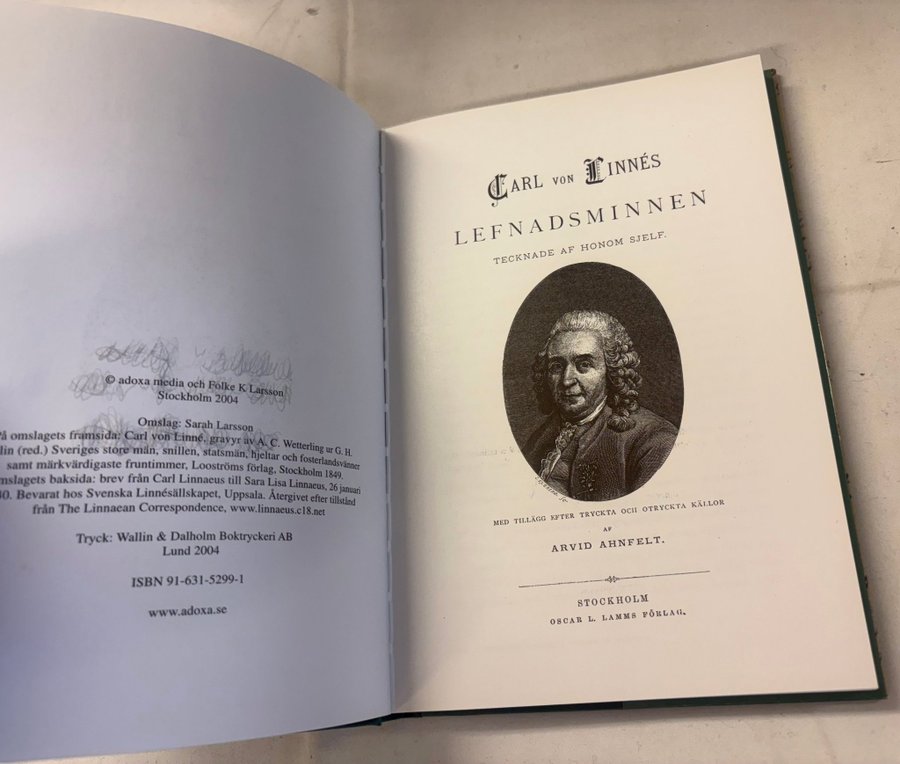 © adoxa media och Folke K Larsson
Stockholm 2004
Omslag: Sarah Larsson
På omslagets framsida: Carl von Linné, gravyr av A. C. Wetterling ur G. H.
lin (red.) Sveriges store män, snillen, statsmän, hjeltar och fosterlandsvänner
samt märkvärdigaste fruntimmer, Looströms förlag, Stockholm 1849.
mslagets baksida: brev från Carl Linnaeus till Sara Lisa Linnaeus, 26 januari
30. Bevarat hos Svenska Linnésällskapet, Uppsala. Återgivet efter tillstånd
från The Linnaean Correspondence, www.linnaeus.c18.net
Tryck: Wallin & Dalholm Boktryckeri AB
Lund 2004
ISBN 91-631-5299-1
www.adoxa.se
CARL VON LINNÉS
LEFNADSMINNEN
TECKNADE AF HONOM SJELF.
MED TILLÄGG EFTER TRYCKTA OCH OTRYCKTA KÄLLOR
AF
ARVID AHNFELT.
STOCKHOLM
OSCAR L. LAMMS FÖRLAG.